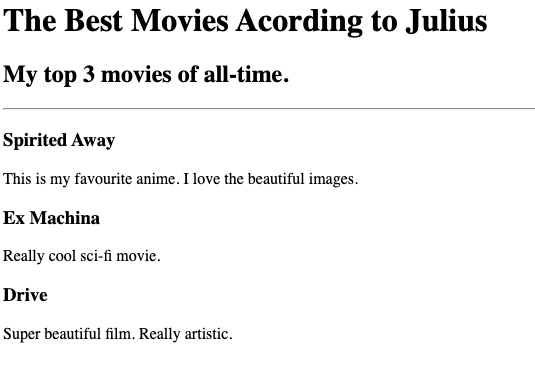 The Best Movies Acording to Julius
My top 3 movies of all-time.
Spirited Away
This is my favourite anime. I love the beautiful images.
Ex Machina
Really cool sci-fi movie.
Drive
Super beautiful film. Really artistic.